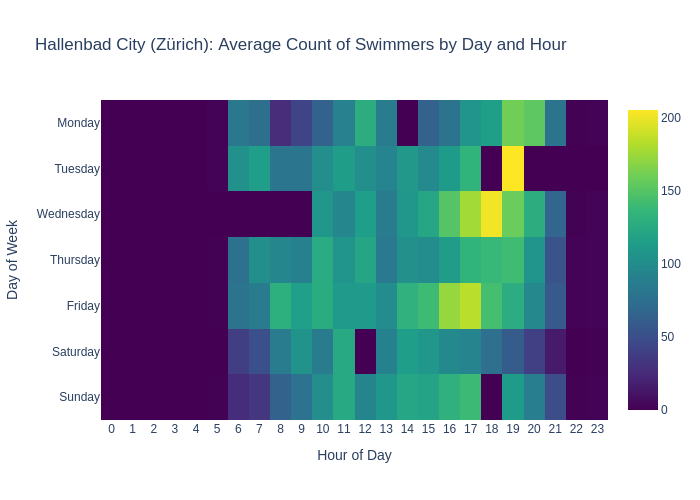 Hallenbad City (Zürich): Average Count of Swimmers by Day and Hour
Day of Week
Monday
Tuesday
Wednesday
Thursday
Friday
Saturday
Sunday
0 1 2 3 4 5 6 7 8 9 10 11 12 13 14 15 16 17 18 19 20 21 22 23
Hour of Day
200
150
100
50
0